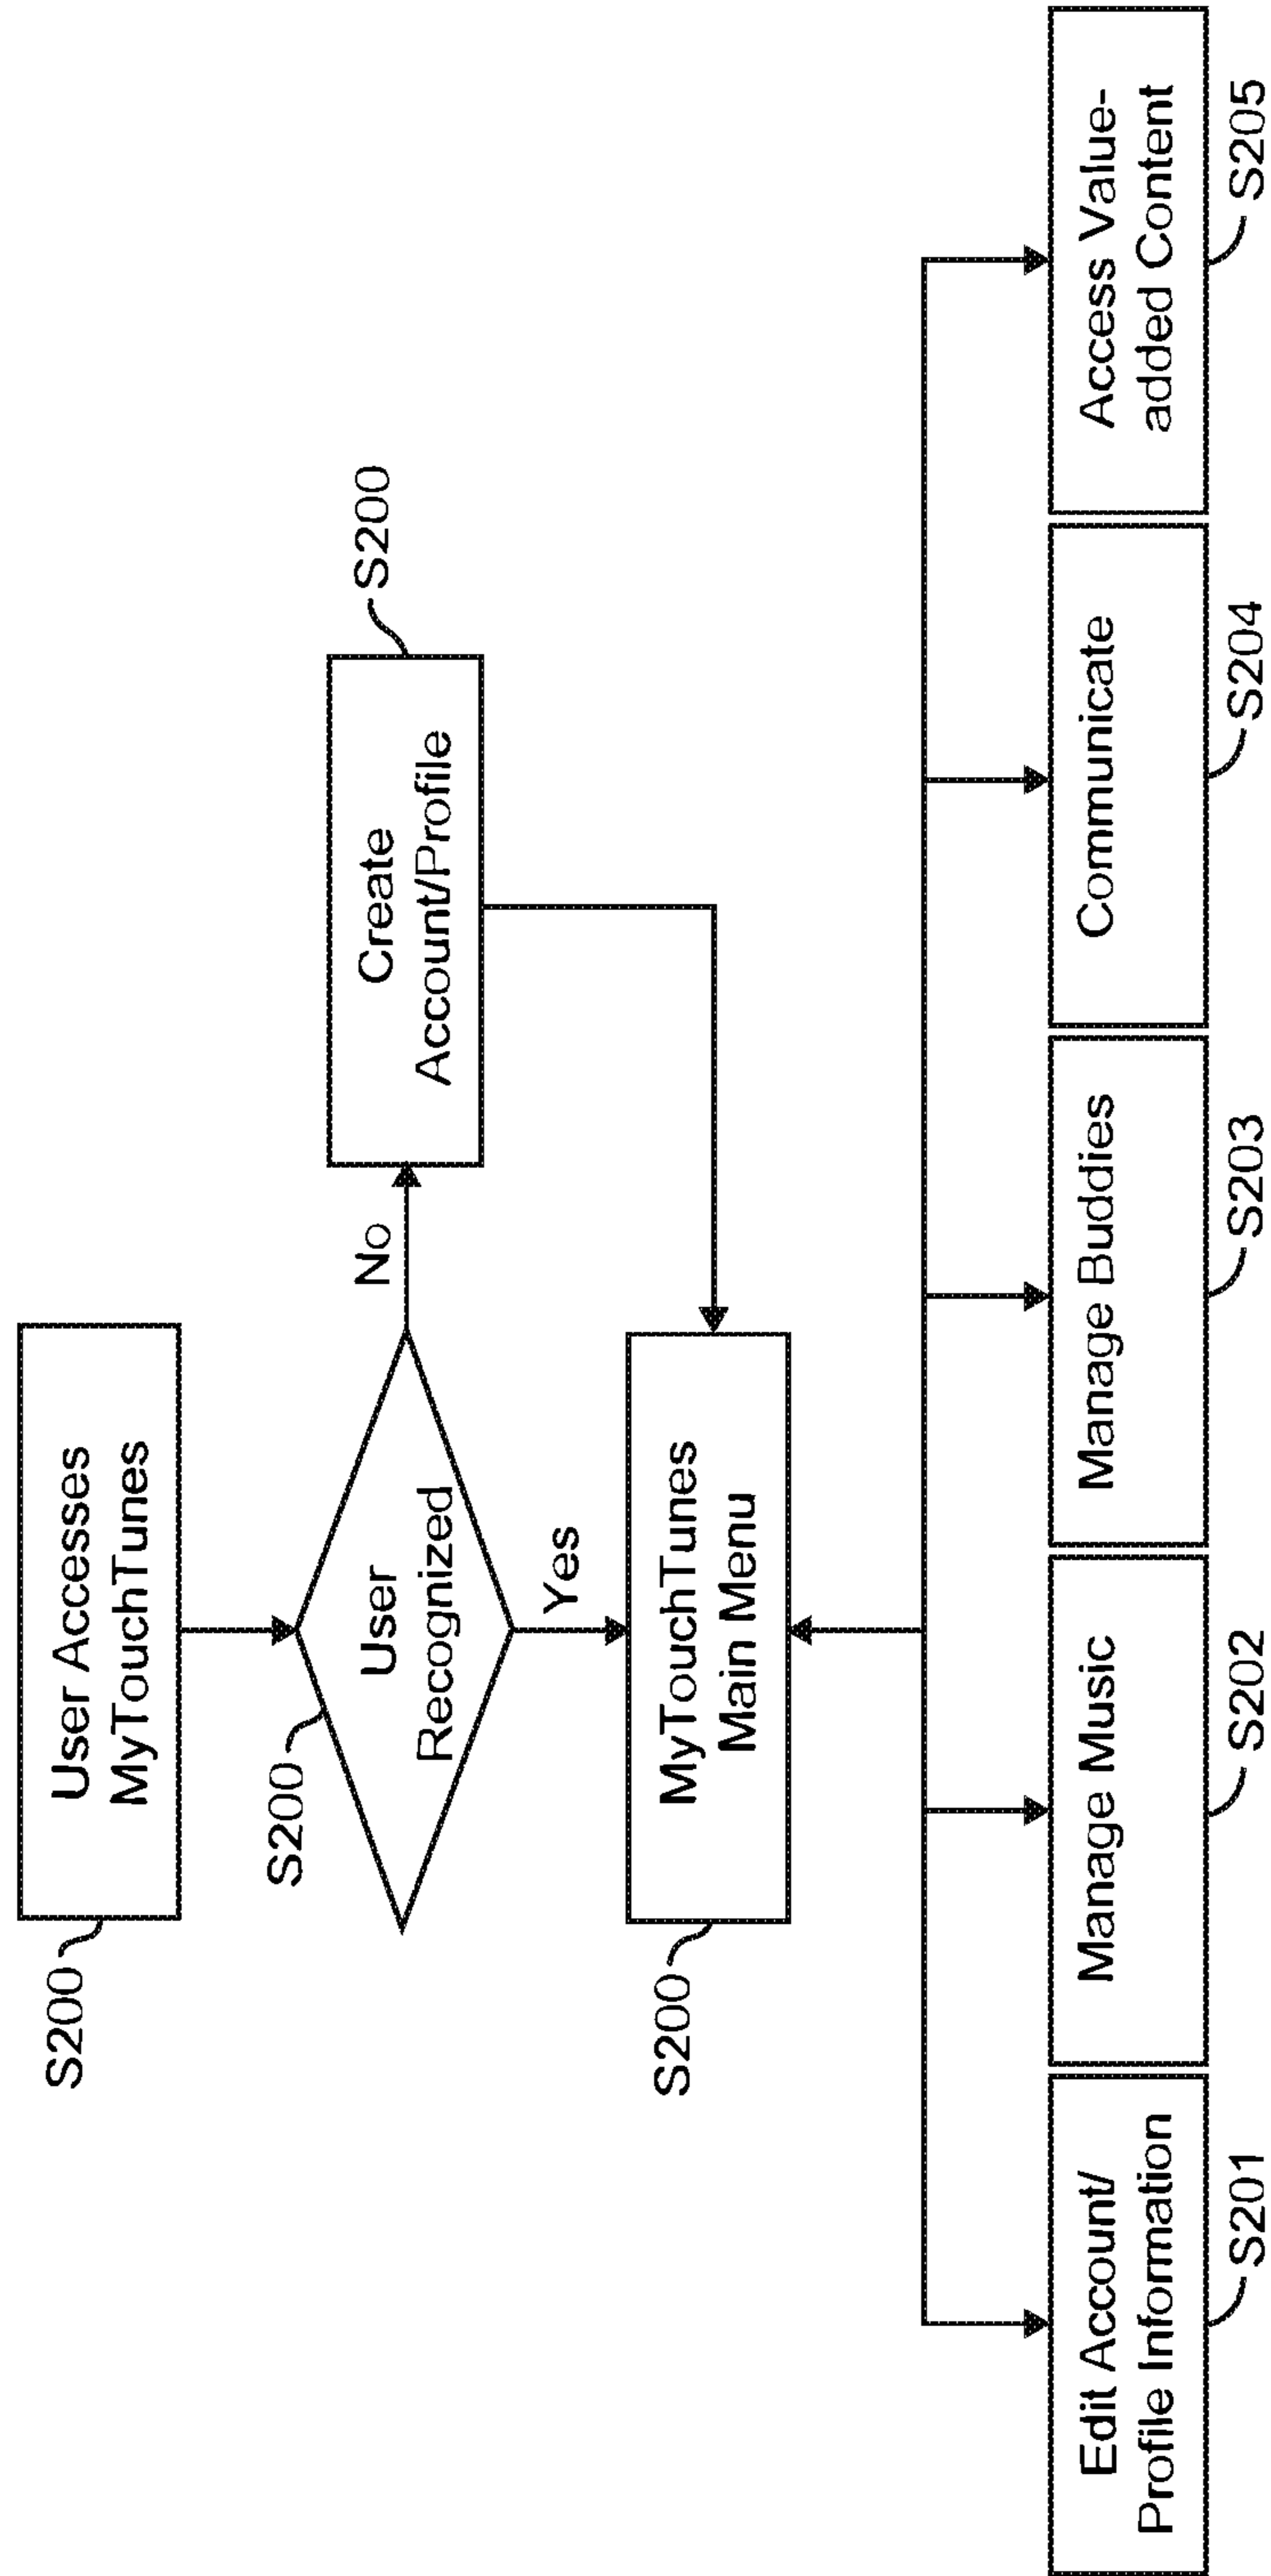 User Accesses
MyTouchTunes
S200
S200
User
Recognized
No
Yes
Create
Account/Profile
S200
MyTouchTunes
Main Menu
S200
Edit Account/
Profile Information
S201
Manage Music
S202
Manage Buddies
S203
Communicate
S204
Access Value-
added Content
S205